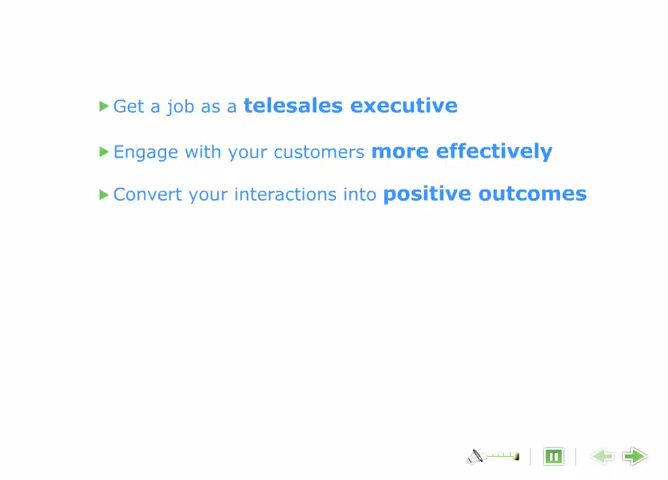 Get a job as a telesales executive
Engage with your customers more effectively
Convert your interactions into positive outcomes